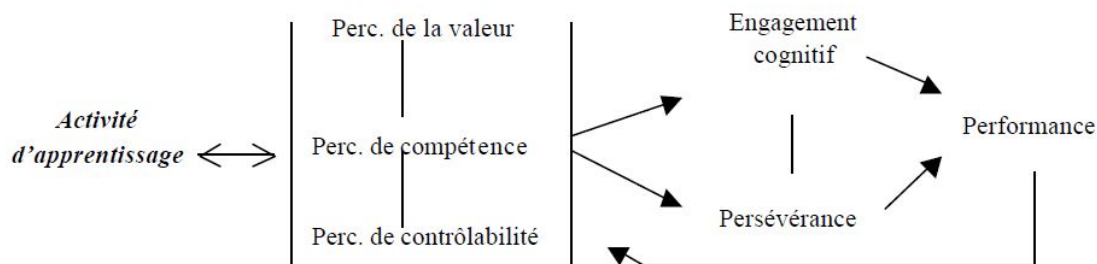 Perc. de la valeur
Engagement
cognitif
Activité
d'apprentissage
Perc. de compétence
Performance
Persévérance
Perc. de contrôlabilité